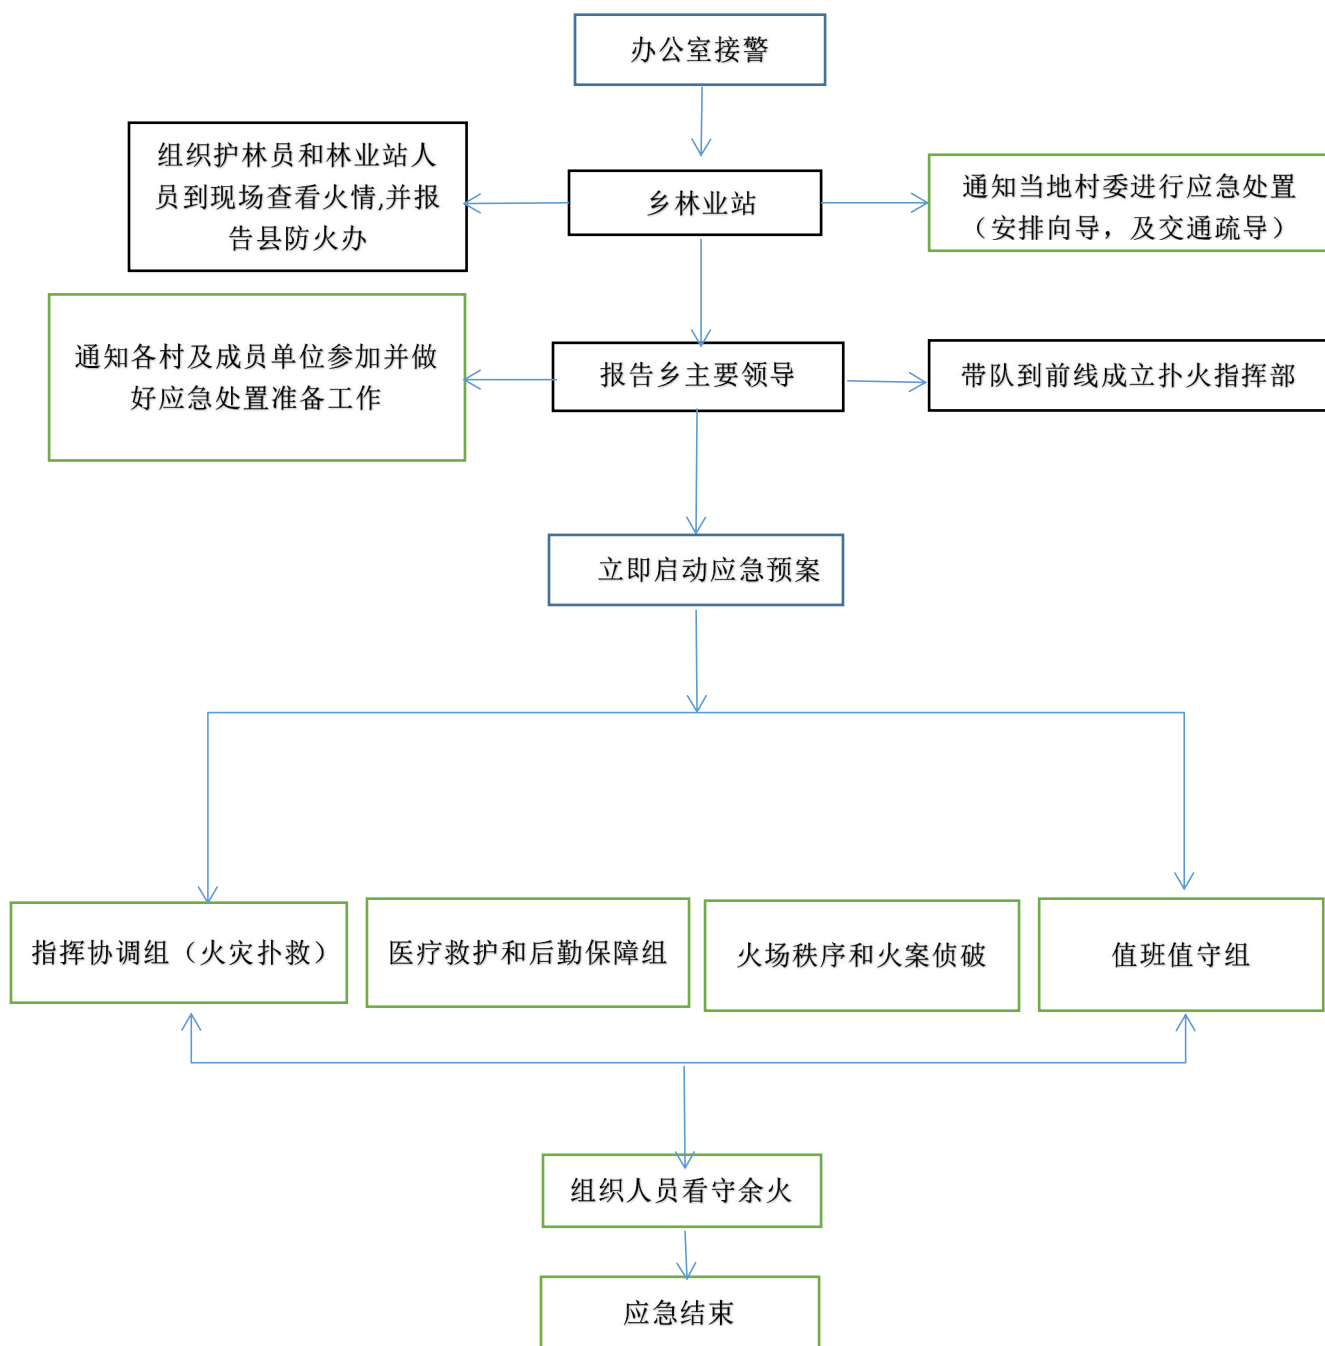 办公室接警
组织护林员和林业站人
员到现场查看火情,并报
告县防火办
乡林业站
通知当地村委进行应急处置
（安排向导，及交通疏导）
通知各村及成员单位参加并做
好应急处置准备工作
报告乡主要领导
带队到前线成立扑火指挥部
立即启动应急预案
指挥协调组（火灾扑救）
医疗救护和后勤保障组
火场秩序和火案侦破
值班值守组
组织人员看守余火
应急结束